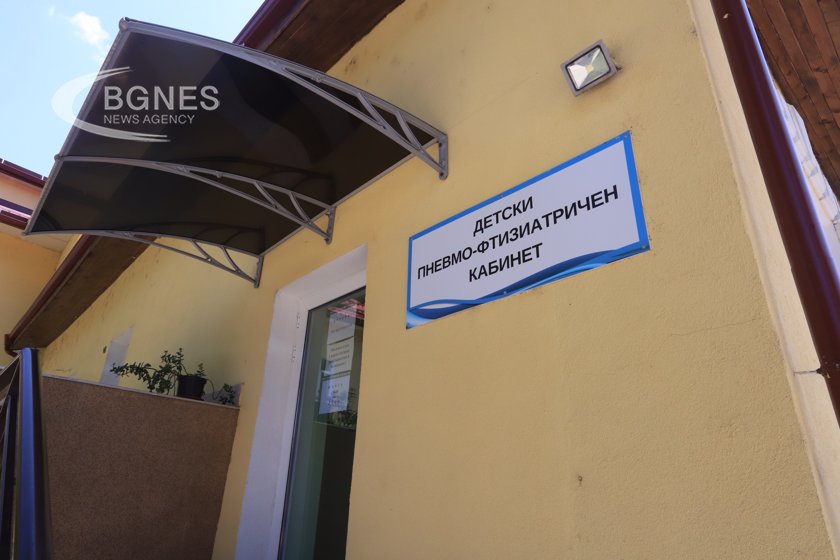 BGNES
NEWS AGENCY
ДЕТСКИ
ПНЕВМО-ФТИЗИАТРИЧЕН
КАБИНЕТ